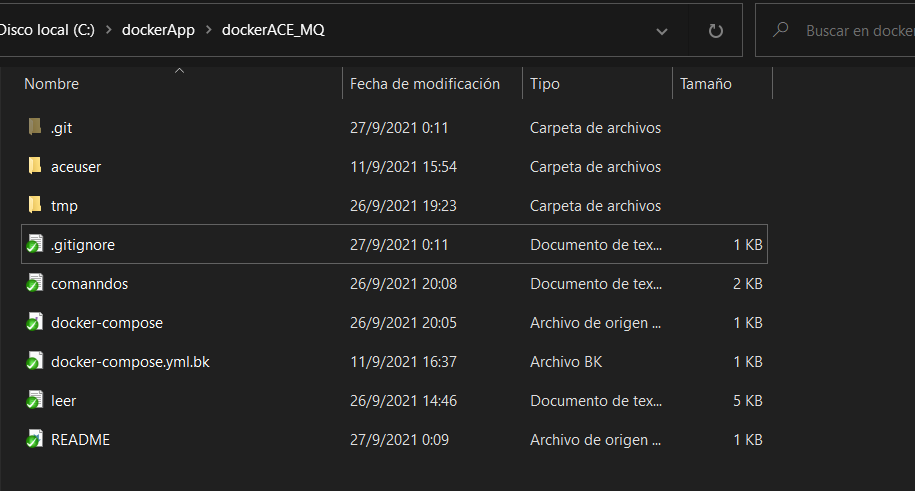 Disco local (C:) > dockerApp > dockerACE_MQ
Buscar en docker
Nombre Fecha de modificación Tipo Tamaño
.git 27/9/2021 0:11 Carpeta de archivos
aceuser 11/9/2021 15:54 Carpeta de archivos
tmp 26/9/2021 19:23 Carpeta de archivos
.gitignore 27/9/2021 0:11 Documento de tex... 1 KB
comanndos 26/9/2021 20:08 Documento de tex... 2 KB
docker-compose 26/9/2021 20:05 Archivo de origen ... 1 KB
docker-compose.yml.bk 11/9/2021 16:37 Archivo BK 1 KB
leer 26/9/2021 14:46 Documento de tex... 5 KB
README 27/9/2021 0:09 Archivo de origen ... 1 KB